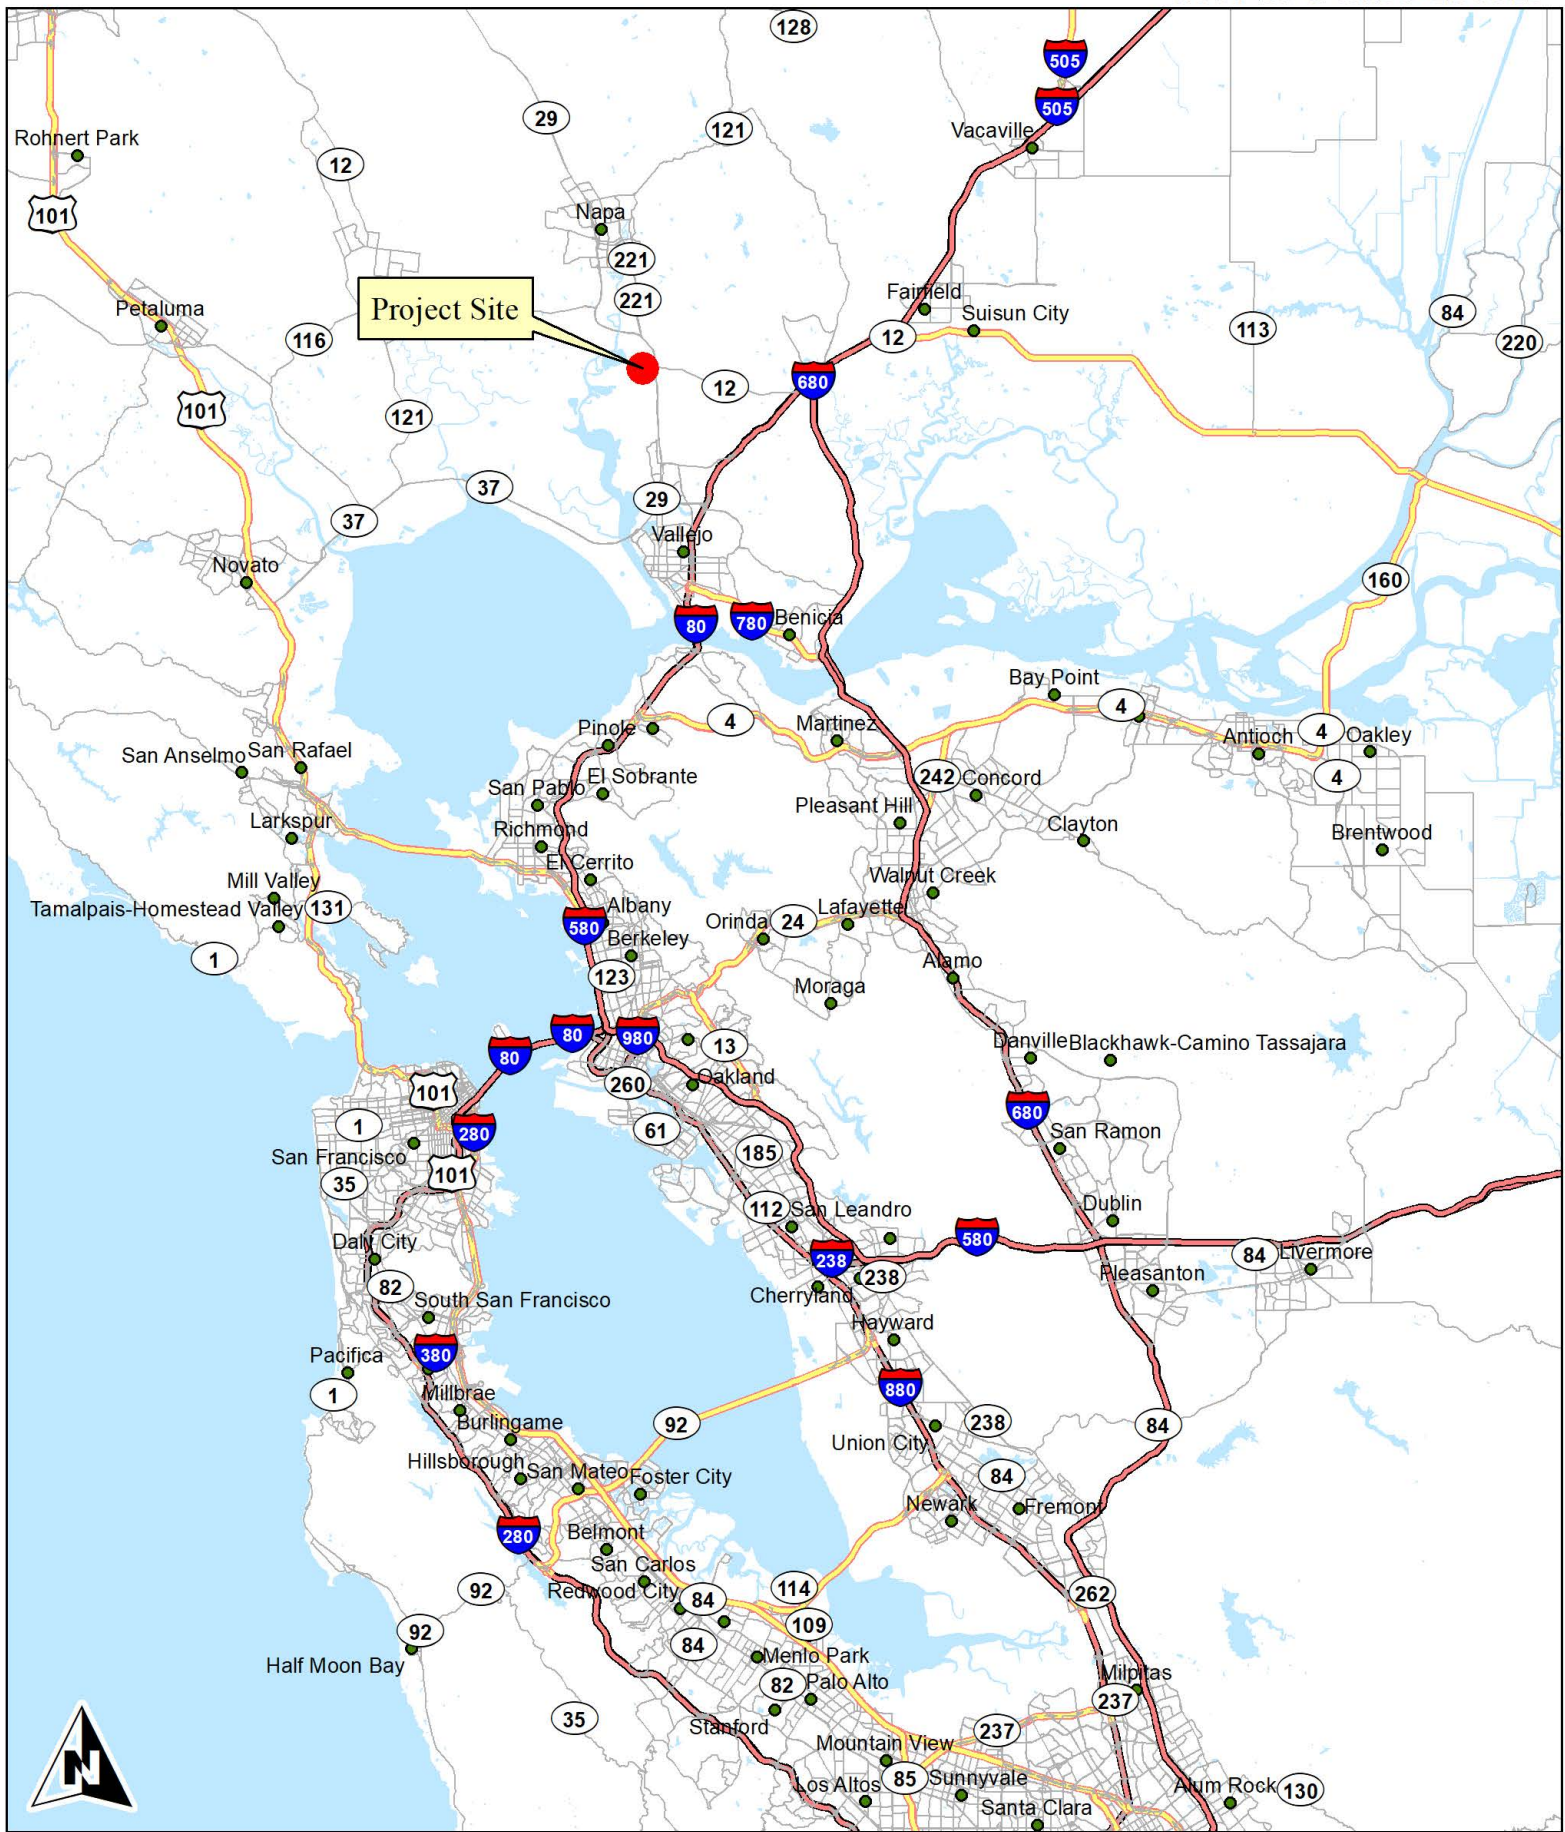 128
505
505
29
121
Vacaville
Rohnert Park
12
Napa
101
221
221
Project Site
Fairfield
Suisun City
Petaluma
116
12
113
84
220
12
680
101
121
37
37
29
Vallejo
Novato
160
80
780
Benicia
Bay Point
4
4
Pinole
Martinez
4
Antioch
Oakley
San Anselmo
San Rafael
242
Concord
4
El Sobrante
San Pablo
Pleasant Hill
Larkspur
Richmond
Clayton
Brentwood
El Cerrito
Mill Valley
Walnut Creek
Tamalpais-Homestead Valley
131
Albany
Orinda
24
Lafayette
580
Berkeley
1
123
Alamo
Moraga
80
80
980
13
Danville
Blackhawk-Camino Tassajara
101
260
Oakland
1
280
61
680
San Ramon
San Francisco
185
35
101
112
San Leandro
Dublin
Daly City
580
238
84
Livermore
82
238
Pleasanton
Cherryland
South San Francisco
Hayward
Pacifica
380
880
1
Millbrae
Burlingame
92
238
84
Union City
Hillsborough
San Mateo
Foster City
84
Newark
Fremont
280
Belmont
San Carlos
92
Redwood City
84
114
262
92
109
84
Half Moon Bay
Menlo Park
Milpitas
82
Palo Alto
237
35
Stanford
237
Mountain View
Los Altos
85
Sunnyvale
Alum Rock
130
Santa Clara
N